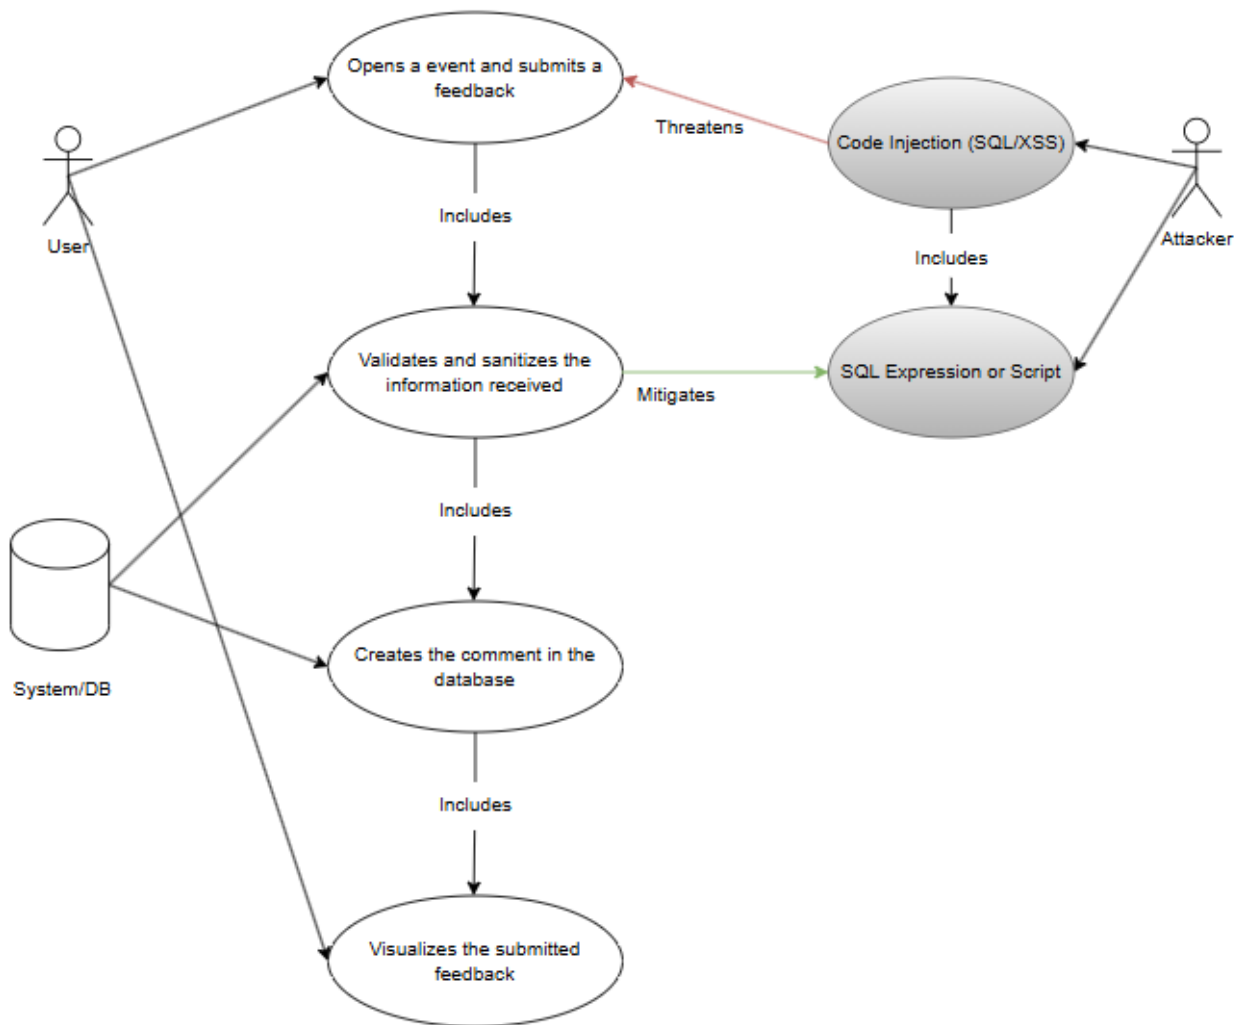 Opens a event and submits a
feedback
Threatens
Code Injection (SQL/XSS)
User
Includes
Includes
Attacker
Validates and sanitizes the
information received
Mitigates
SQL Expression or Script
Includes
System/DB
Creates the comment in the
database
Includes
Visualizes the submitted
feedback